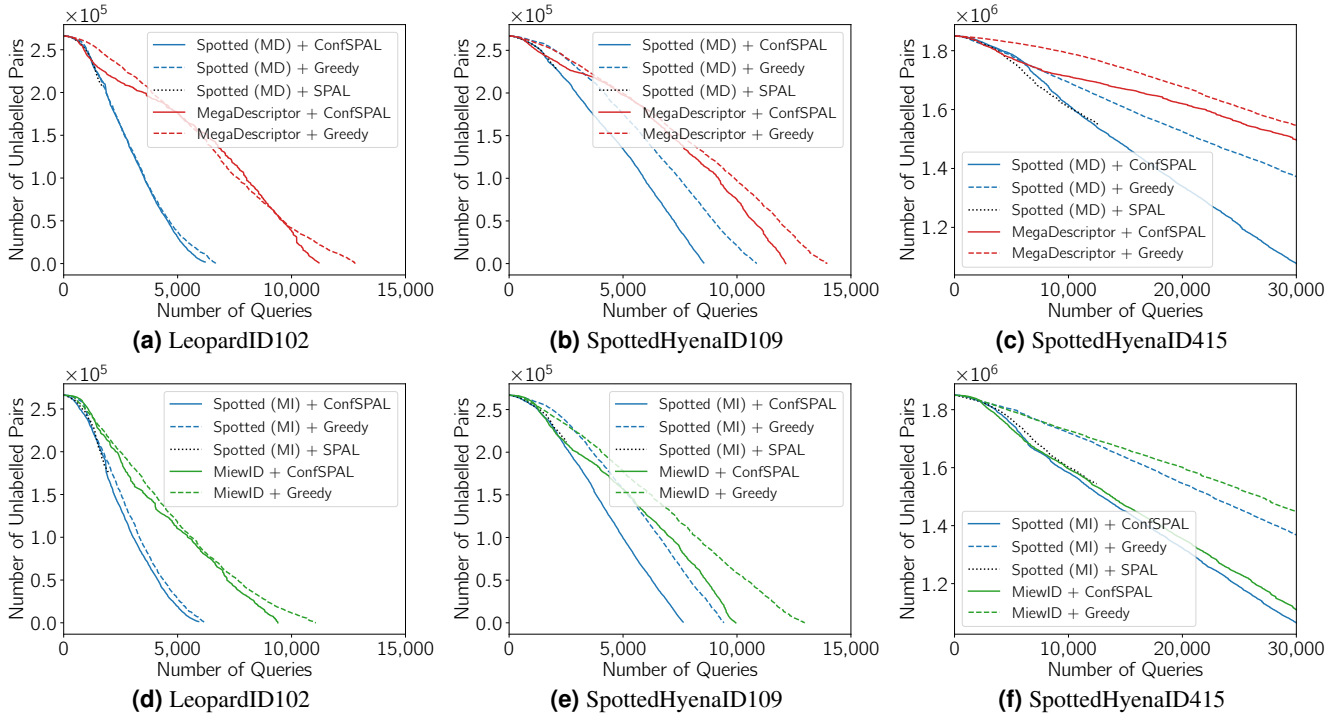 ×10⁵
Number of Unlabelled Pairs
2.5
2.0
1.5
1.0
0.5
0.0
Spotted (MD) + ConfSPAL
Spotted (MD) + Greedy
Spotted (MD) + SPAL
MegaDescriptor + ConfSPAL
MegaDescriptor + Greedy
0
5,000
10,000
15,000
Number of Queries
(a) LeopardID102
×10⁵
Number of Unlabelled Pairs
2.5
2.0
1.5
1.0
0.5
0.0
Spotted (MD) + ConfSPAL
Spotted (MD) + Greedy
Spotted (MD) + SPAL
MegaDescriptor + ConfSPAL
MegaDescriptor + Greedy
0
5,000
10,000
15,000
Number of Queries
(b) SpottedHyenaID109
×10⁶
Number of Unlabelled Pairs
1.8
1.6
1.4
1.2
Spotted (MD) + ConfSPAL
Spotted (MD) + Greedy
Spotted (MD) + SPAL
MegaDescriptor + ConfSPAL
MegaDescriptor + Greedy
0
10,000
20,000
30,000
Number of Queries
(c) SpottedHyenaID415
×10⁵
Number of Unlabelled Pairs
2.5
2.0
1.5
1.0
0.5
0.0
Spotted (MI) + ConfSPAL
Spotted (MI) + Greedy
Spotted (MI) + SPAL
MiewID + ConfSPAL
MiewID + Greedy
0
5,000
10,000
15,000
Number of Queries
(d) LeopardID102
×10⁵
Number of Unlabelled Pairs
2.5
2.0
1.5
1.0
0.5
0.0
Spotted (MI) + ConfSPAL
Spotted (MI) + Greedy
Spotted (MI) + SPAL
MiewID + ConfSPAL
MiewID + Greedy
0
5,000
10,000
15,000
Number of Queries
(e) SpottedHyenaID109
×10⁶
Number of Unlabelled Pairs
1.8
1.6
1.4
1.2
Spotted (MI) + ConfSPAL
Spotted (MI) + Greedy
Spotted (MI) + SPAL
MiewID + ConfSPAL
MiewID + Greedy
0
10,000
20,000
30,000
Number of Queries
(f) SpottedHyenaID415